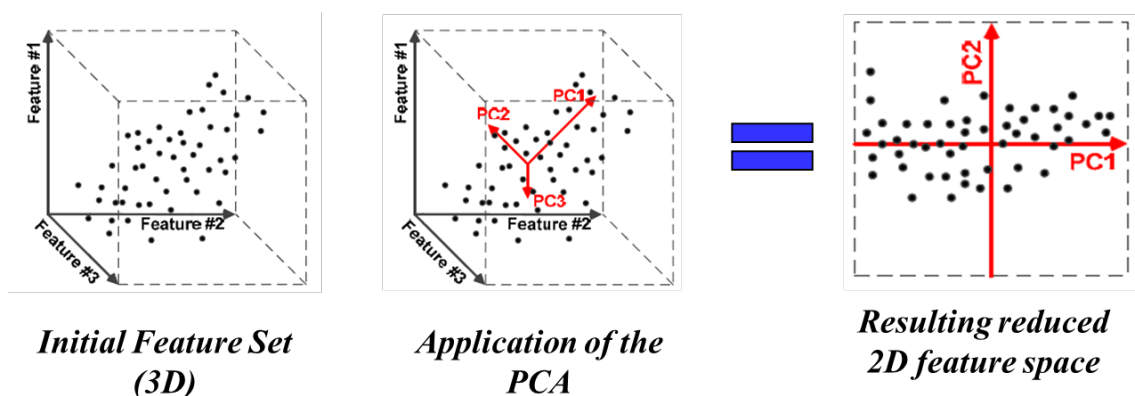 Feature #1
Feature #2
Feature #3
Initial Feature Set
(3D)
Feature #1
PC1
PC2
PC3
Feature #2
Feature #3
Application of the
PCA
PC2
PC1
Resulting reduced
2D feature space